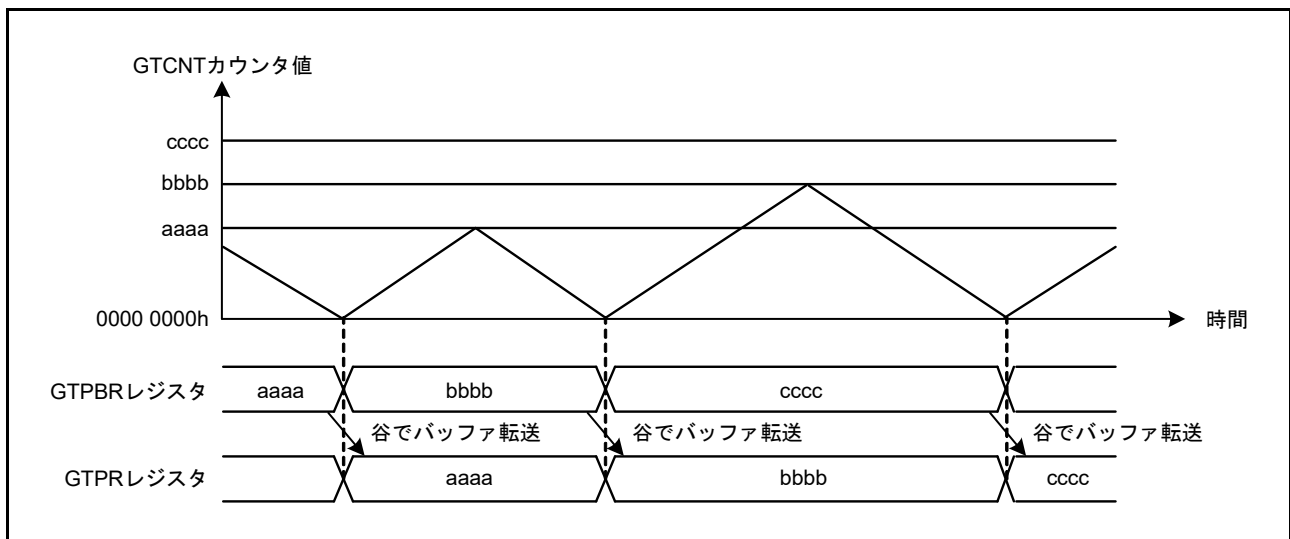 GTCNTカウンタ値
cccc
bbbb
aaaa
0000 0000h
時間
GTPBRレジスタ aaaa bbbb cccc
谷でバッファ転送 谷でバッファ転送 谷でバッファ転送
GTPRレジスタ aaaa bbbb cccc